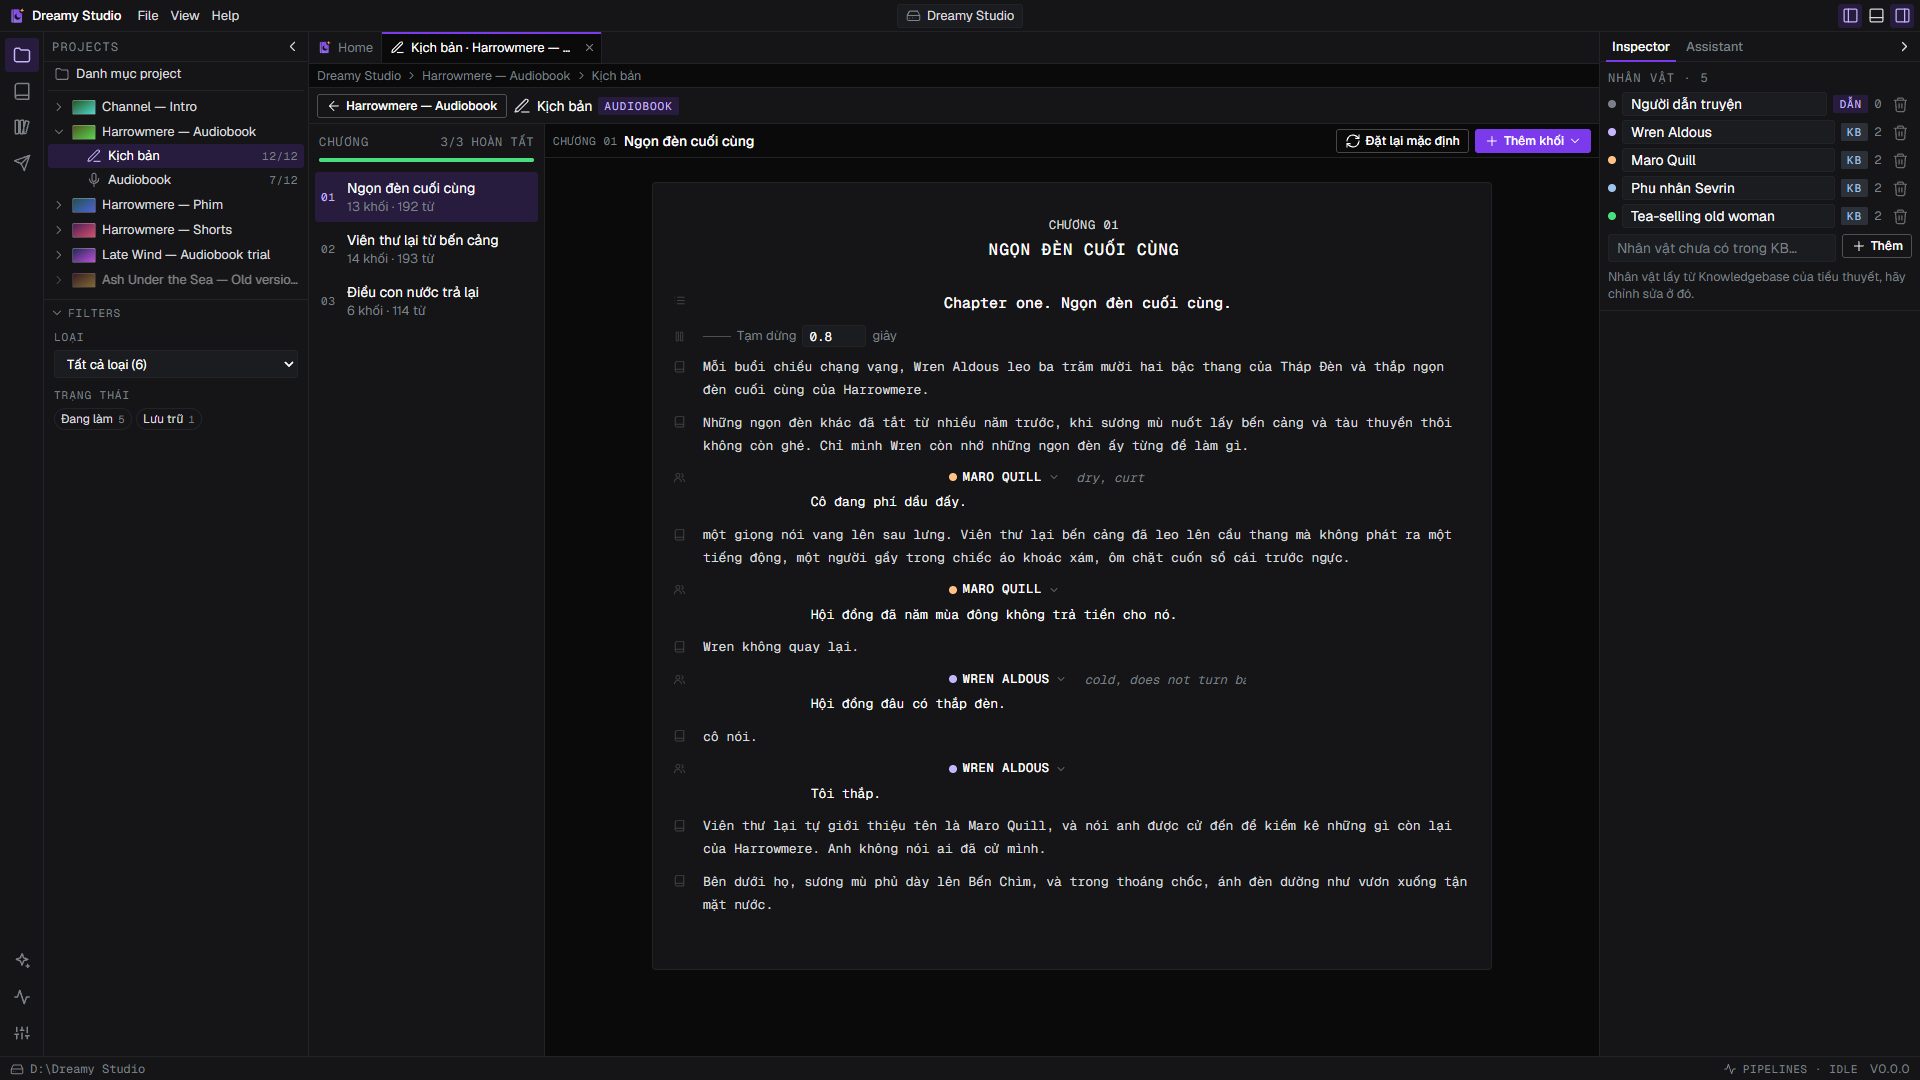 Dreamy Studio File View Help
Dreamy Studio
PROJECTS
Danh mục project
Channel — Intro
Harrowmere — Audiobook
Kịch bản 12/12
Audiobook 7/12
Harrowmere — Phim
Harrowmere — Shorts
Late Wind — Audiobook trial
Ash Under the Sea — Old versio…
FILTERS
LOẠI
Tất cả loại (6)
TRẠNG THÁI
Đang làm 5 Lưu trữ 1
Home Kịch bản · Harrowmere — …
Dreamy Studio > Harrowmere — Audiobook > Kịch bản
← Harrowmere — Audiobook Kịch bản AUDIOBOOK
CHƯƠNG 3/3 HOÀN TẤT
01 Ngọn đèn cuối cùng
13 khối · 192 từ
02 Viên thư lại từ bến cảng
14 khối · 193 từ
03 Điều con nước trả lại
6 khối · 114 từ
CHƯƠNG 01 Ngọn đèn cuối cùng
Đặt lại mặc định + Thêm khối
CHƯƠNG 01
NGỌN ĐÈN CUỐI CÙNG
Chapter one. Ngọn đèn cuối cùng.
Tạm dừng 0.8 giây
Mỗi buổi chiều chạng vạng, Wren Aldous leo ba trăm mười hai bậc thang của Tháp Đèn và thắp ngọn
đèn cuối cùng của Harrowmere.
Những ngọn đèn khác đã tắt từ nhiều năm trước, khi sương mù nuốt lấy bến cảng và tàu thuyền thôi
không còn ghé. Chỉ mình Wren còn nhớ những ngọn đèn ấy từng để làm gì.
MARO QUILL dry, curt
Cô đang phí dầu đấy.
một giọng nói vang lên sau lưng. Viên thư lại bến cảng đã leo lên cầu thang mà không phát ra một
tiếng động, một người gầy trong chiếc áo khoác xám, ôm chặt cuốn sổ cái trước ngực.
MARO QUILL
Hội đồng đã năm mùa đông không trả tiền cho nó.
Wren không quay lại.
WREN ALDOUS cold, does not turn ba
Hội đồng đâu có thắp đèn.
cô nói.
WREN ALDOUS
Tôi thắp.
Viên thư lại tự giới thiệu tên là Maro Quill, và nói anh được cử đến để kiểm kê những gì còn lại
của Harrowmere. Anh không nói ai đã cử mình.
Bên dưới họ, sương mù phủ dày lên Bến Chìm, và trong thoáng chốc, ánh đèn dường như vươn xuống tận
mặt nước.
Inspector Assistant
NHÂN VẬT · 5
Người dẫn truyện DẪN 0
Wren Aldous KB 2
Maro Quill KB 2
Phu nhân Sevrin KB 2
Tea-selling old woman KB 2
Nhân vật chưa có trong KB… + Thêm
Nhân vật lấy từ Knowledgebase của tiểu thuyết, hãy
chỉnh sửa ở đó.
D:\Dreamy Studio
PIPELINES · IDLE V0.0.0